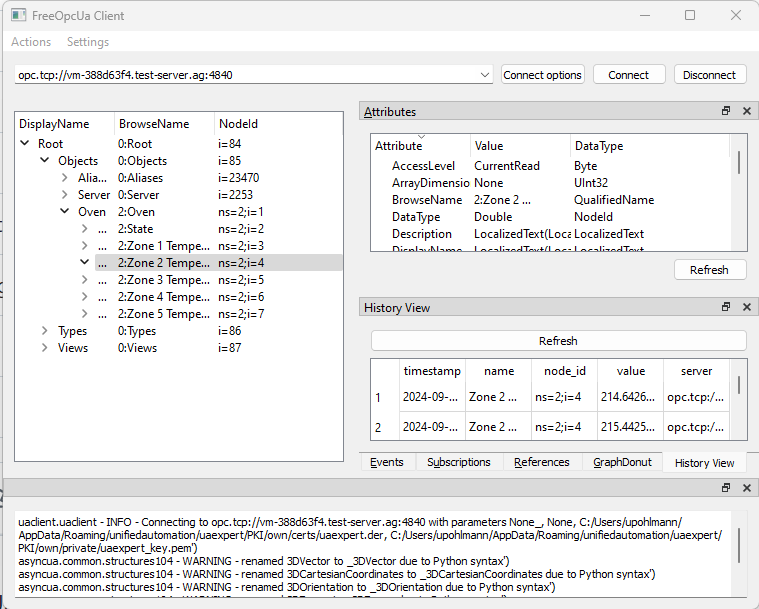 FreeOpcUa Client
Actions Settings
opc.tcp://vm-388d63f4.test-server.ag:4840 Connect options Connect Disconnect
DisplayName BrowseName NodeId
Root 0:Root i=84
Objects 0:Objects i=85
Alia... 0:Aliases i=23470
Server 0:Server i=2253
Oven 2:Oven ns=2;i=1
... 2:State ns=2;i=2
... 2:Zone 1 Tempe... ns=2;i=3
... 2:Zone 2 Tempe... ns=2;i=4
... 2:Zone 3 Tempe... ns=2;i=5
... 2:Zone 4 Tempe... ns=2;i=6
... 2:Zone 5 Tempe... ns=2;i=7
Types 0:Types i=86
Views 0:Views i=87
Attributes
Attribute Value DataType
AccessLevel CurrentRead Byte
ArrayDimensio None UInt32
BrowseName 2:Zone 2 ... QualifiedName
DataType Double NodeId
Description LocalizedText(Loca LocalizedText
DisplayName LocalizedText(Loca LocalizedText
Refresh
History View
Refresh
timestamp name node_id value server
1 2024-09-... Zone 2 ... ns=2;i=4 214.6426... opc.tcp:/...
2 2024-09-... Zone 2 ... ns=2;i=4 215.4425... opc.tcp:/...
Events Subscriptions References GraphDonut History View
uaclient.uaclient - INFO - Connecting to opc.tcp://vm-388d63f4.test-server.ag:4840 with parameters None_, None, C:/Users/upohlmann/
AppData/Roaming/unifiedautomation/uaexpert/PKI/own/certs/uaexpert.der, C:/Users/upohlmann/AppData/Roaming/unifiedautomation/uaexpert/
PKI/own/private/uaexpert_key.pem')
asyncua.common.structures104 - WARNING - renamed 3DVector to _3DVector due to Python syntax')
asyncua.common.structures104 - WARNING - renamed 3DCartesianCoordinates to _3DCartesianCoordinates due to Python syntax')
asyncua.common.structures104 - WARNING - renamed 3DOrientation to _3DOrientation due to Python syntax')